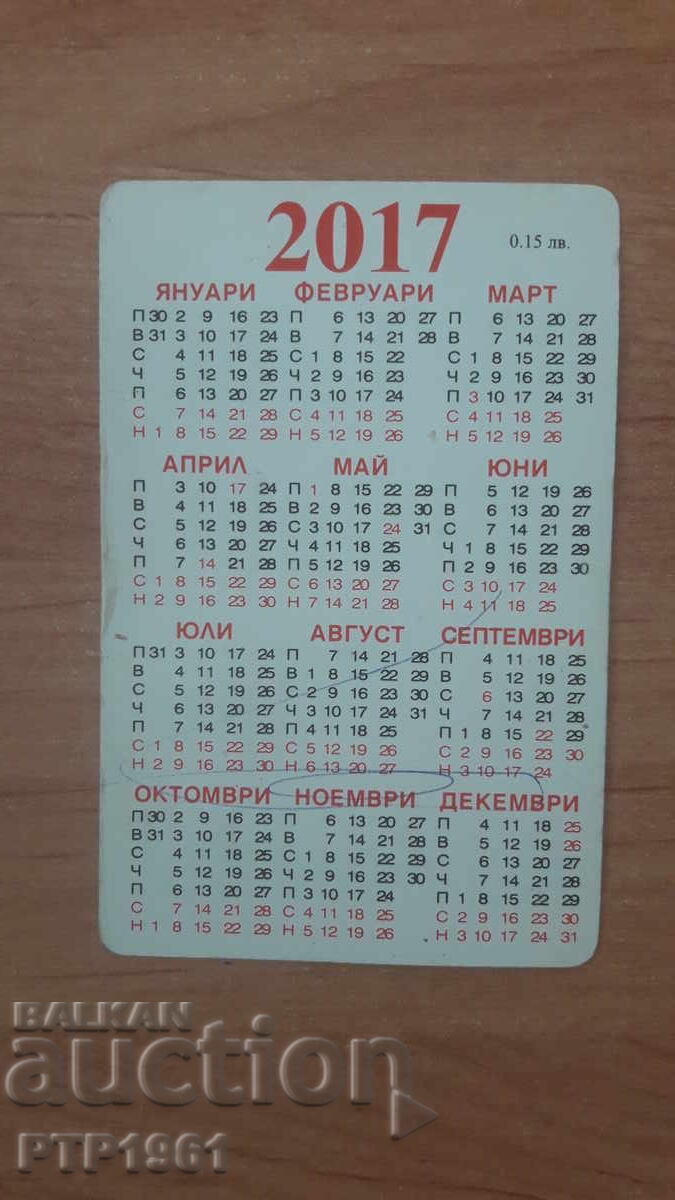 2017
0.15 лв.
ЯНУАРИ ФЕВРУАРИ МАРТ
П 30 2 9 16 23 П 6 13 20 27 П 6 13 20 27
В 31 3 10 17 24 В 7 14 21 28 В 7 14 21 28
С 4 11 18 25 С 1 8 15 22 С 1 8 15 22 29
Ч 5 12 19 26 Ч 2 9 16 23 Ч 2 9 16 23 30
П 6 13 20 27 П 3 10 17 24 П 3 10 17 24 31
С 7 14 21 28 С 4 11 18 25 С 4 11 18 25
Н 1 8 15 22 29 Н 5 12 19 26 Н 5 12 19 26
АПРИЛ МАЙ ЮНИ
П 3 10 17 24 П 1 8 15 22 29 П 5 12 19 26
В 4 11 18 25 В 2 9 16 23 30 В 6 13 20 27
С 5 12 19 26 С 3 10 17 24 31 С 7 14 21 28
Ч 6 13 20 27 Ч 4 11 18 25 Ч 1 8 15 22 29
П 7 14 21 28 П 5 12 19 26 П 2 9 16 23 30
С 1 8 15 22 29 С 6 13 20 27 С 3 10 17 24
Н 2 9 16 23 30 Н 7 14 21 28 Н 4 11 18 25
ЮЛИ АВГУСТ СЕПТЕМВРИ
П 31 3 10 17 24 П 7 14 21 28 П 4 11 18 25
В 4 11 18 25 В 1 8 15 22 29 В 5 12 19 26
С 5 12 19 26 С 2 9 16 23 30 С 6 13 20 27
Ч 6 13 20 27 Ч 3 10 17 24 31 Ч 7 14 21 28
П 7 14 21 28 П 4 11 18 25 П 1 8 15 22 29
С 1 8 15 22 29 С 5 12 19 26 С 2 9 16 23 30
Н 2 9 16 23 30 Н 6 13 20 27 Н 3 10 17 24
ОКТОМВРИ НОЕМВРИ ДЕКЕМВРИ
П 30 2 9 16 23 П 6 13 20 27 П 4 11 18 25
В 31 3 10 17 24 В 7 14 21 28 В 5 12 19 26
С 4 11 18 25 С 1 8 15 22 29 С 6 13 20 27
Ч 5 12 19 26 Ч 2 9 16 23 30 Ч 7 14 21 28
П 6 13 20 27 П 3 10 17 24 П 1 8 15 22 29
С 7 14 21 28 С 4 11 18 25 С 2 9 16 23 30
Н 1 8 15 22 29 Н 5 12 19 26 Н 3 10 17 24 31
BALKAN
auction
PTP1961